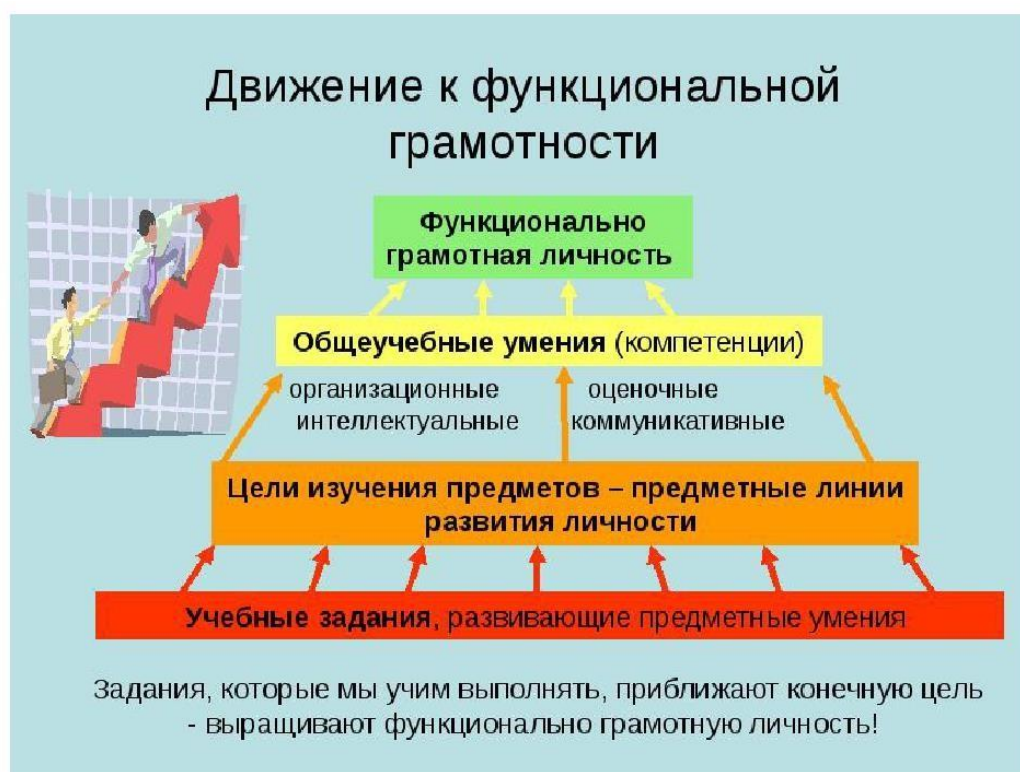 Движение к функциональной
грамотности
Функционально
грамотная личность
Общеучебные умения (компетенции)
организационные оценочные
интеллектуальные коммуникативные
Цели изучения предметов – предметные линии
развития личности
Учебные задания, развивающие предметные умения
Задания, которые мы учим выполнять, приближают конечную цель
- выращивают функционально грамотную личность!